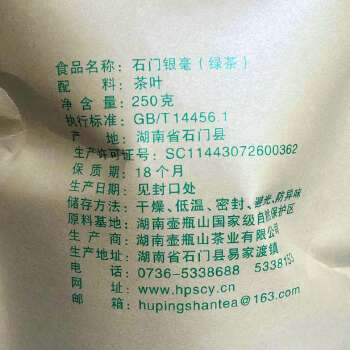 食品名称：石门银毫（绿茶）
配 料：茶叶
净 含 量：250克
执行标准：GB/T14456.1
产 地：湖南省石门县
生产许可证号：SC11443072600362
保 质 期：18个月
生产日期：见封口处
储存方法：干燥、低温、密封、避光、防异味
原料基地：湖南壶瓶山国家级自然保护区
生 产 商：湖南壶瓶山茶业有限公司
生产地址：湖南省石门县易家渡镇
电 话：0736-5338688
网 址：www.hpscy.com
邮 箱：hupingshantea@163.com